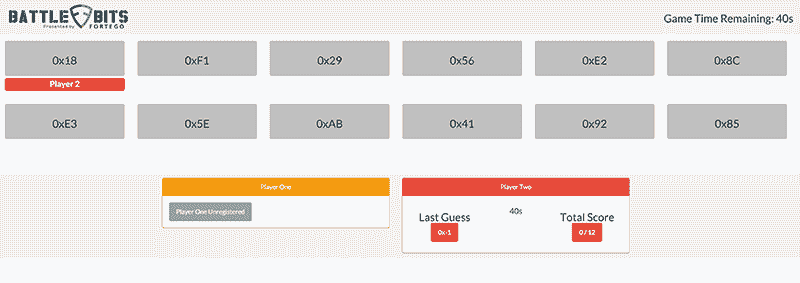 BATTLE BITS
Presented by FORTEGO
Game Time Remaining: 40s
0x18 0xF1 0x29 0x56 0xE2 0x8C
Player 2
0xE3 0x5E 0xAB 0x41 0x92 0x85
Player One
Player One Unregistered
Player Two
Last Guess 40s Total Score
0x-1 0 / 12